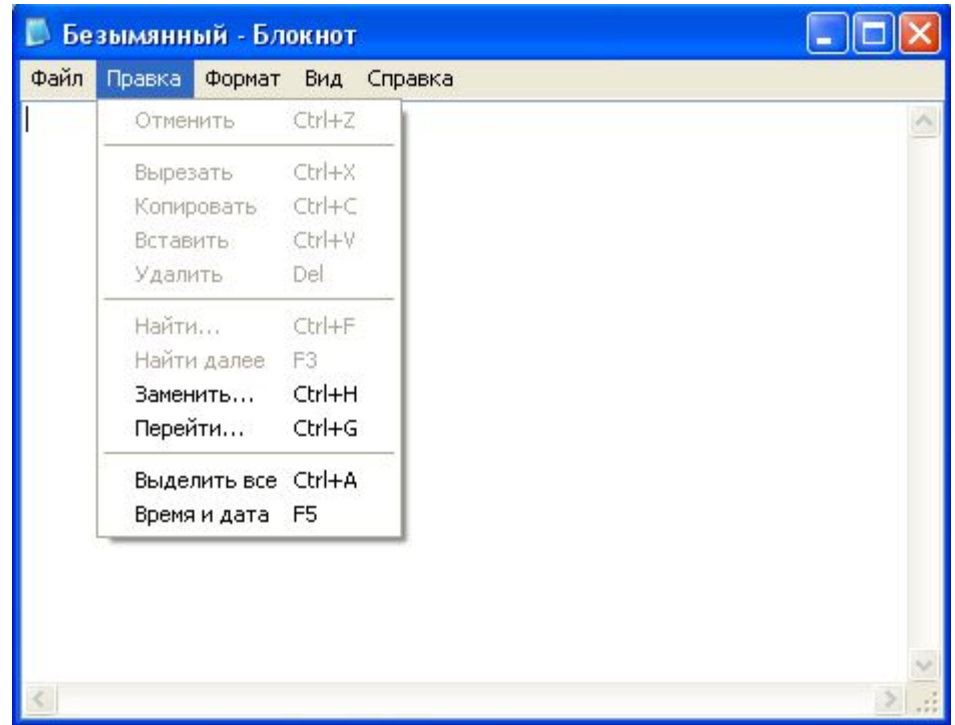 Безымянный - Блокнот
Файл Правка Формат Вид Справка
Отменить Ctrl+Z
Вырезать Ctrl+X
Копировать Ctrl+C
Вставить Ctrl+V
Удалить Del
Найти... Ctrl+F
Найти далее F3
Заменить... Ctrl+H
Перейти... Ctrl+G
Выделить все Ctrl+A
Время и дата F5